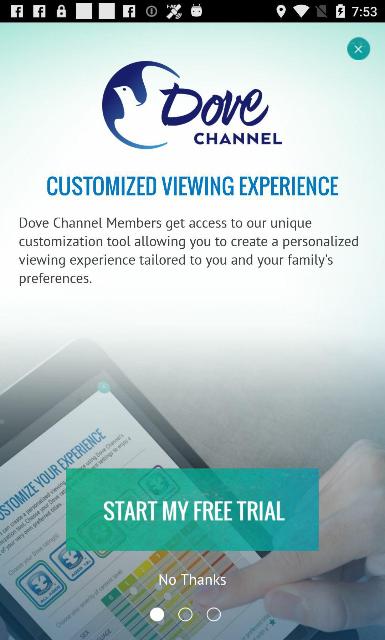 7:53
Dove
CHANNEL
CUSTOMIZED VIEWING EXPERIENCE
Dove Channel Members get access to our unique
customization tool allowing you to create a personalized
viewing experience tailored to you and your family's
preferences.
CUSTOMIZE YOUR EXPERIENCE
START MY FREE TRIAL
No Thanks